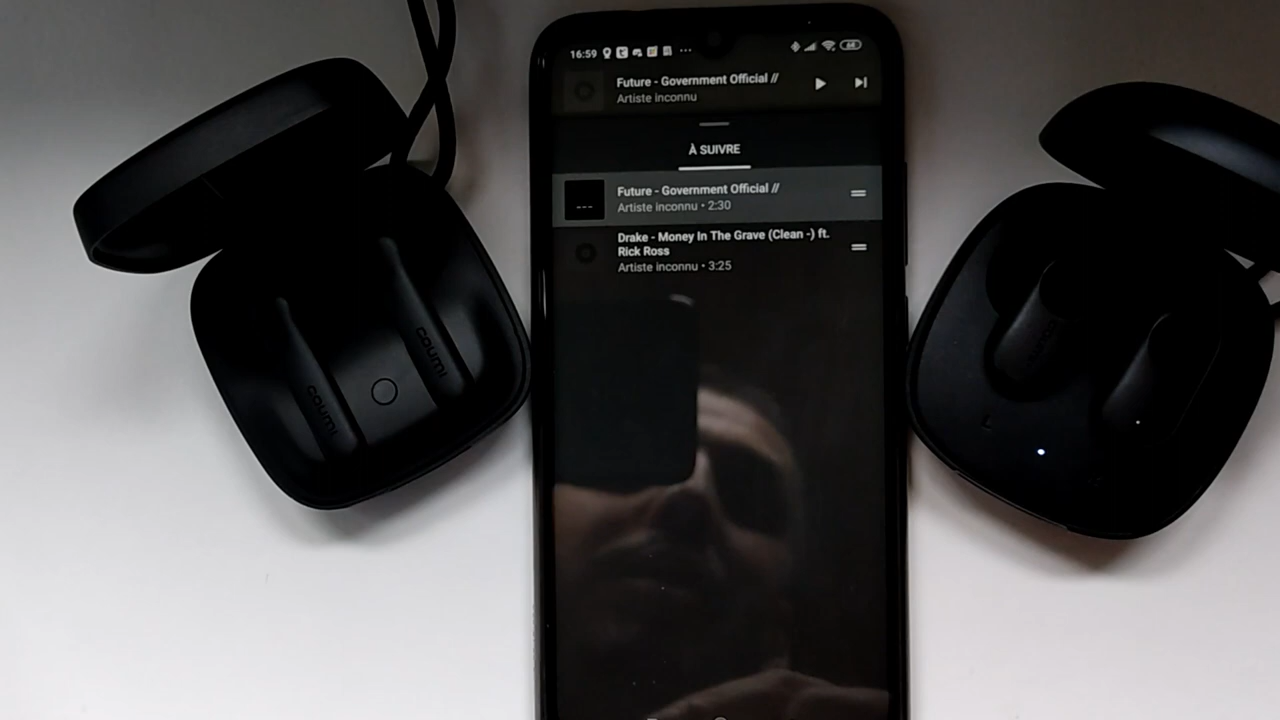 16:59
68
Future - Government Official //
Artiste inconnu
À SUIVRE
Future - Government Official //
Artiste inconnu • 2:30
Drake - Money In The Grave (Clean -) ft.
Rick Ross
Artiste inconnu • 3:25
coumi
coumi
L